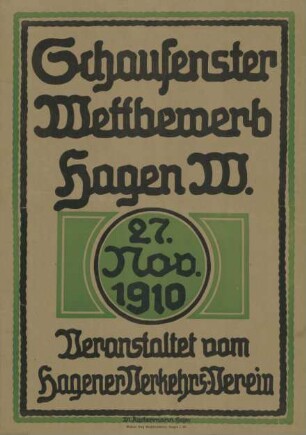 Schaufenster
Wettbewerb
Hagen W.
27.
Nov.
1910
Veranstaltet vom
Hagener Verkehrs-Verein